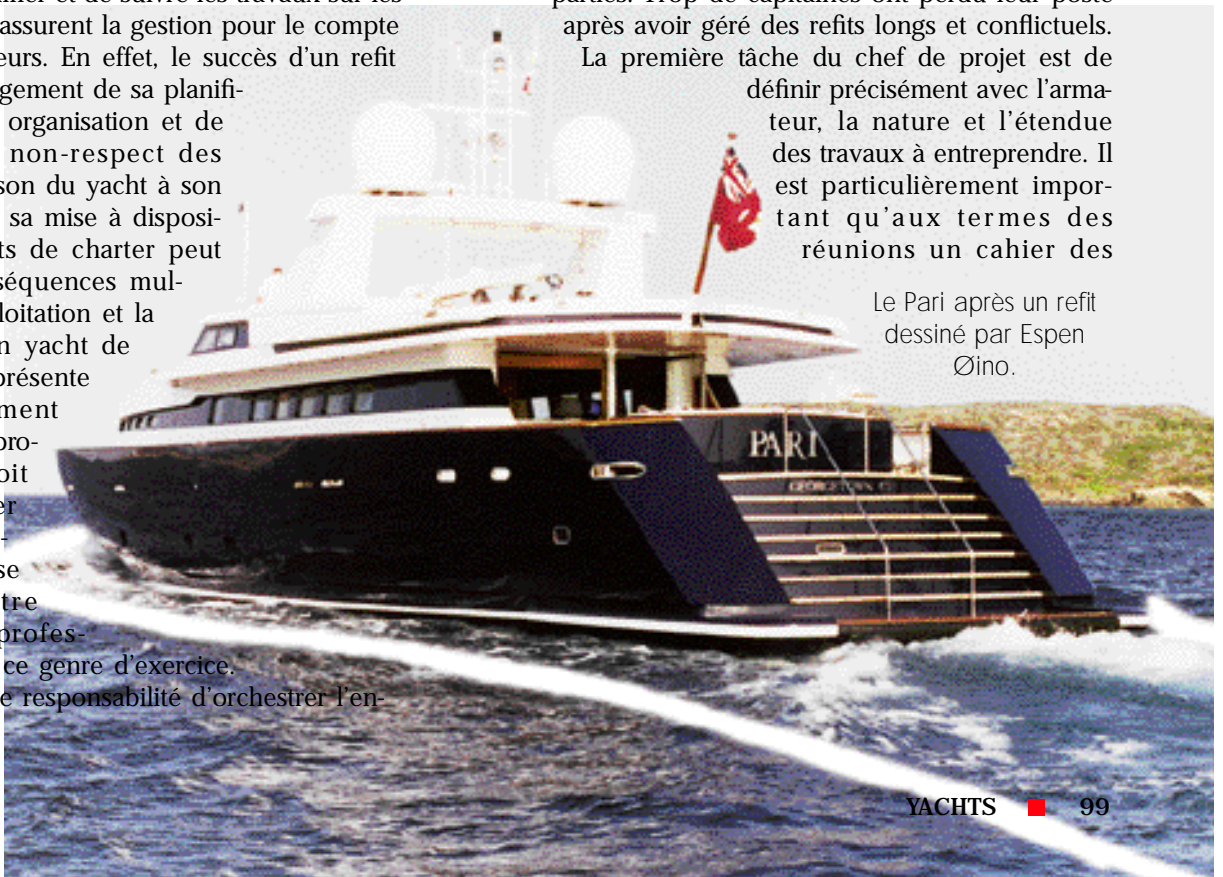 assurent la gestion pour le compte
eurs. En effet, le succès d'un refit
gement de sa planifi-
organisation et de
non-respect des
son du yacht à son
sa mise à disposi-
ts de charter peut
séquences mul-
loitation et la
n yacht de
présente
ment
pro-
oit
er
-
se
tre
profes-
ce genre d'exercice.
e responsabilité d'orchestrer l'en-
après avoir géré des refits longs et conflictuels.
La première tâche du chef de projet est de
définir précisément avec l'arma-
teur, la nature et l'étendue
des travaux à entreprendre. Il
est particulièrement impor-
tant qu'aux termes des
réunions un cahier des
Le Pari après un refit
dessiné par Espen
Øino.
PARI
GEORGETOWN
YACHTS 99